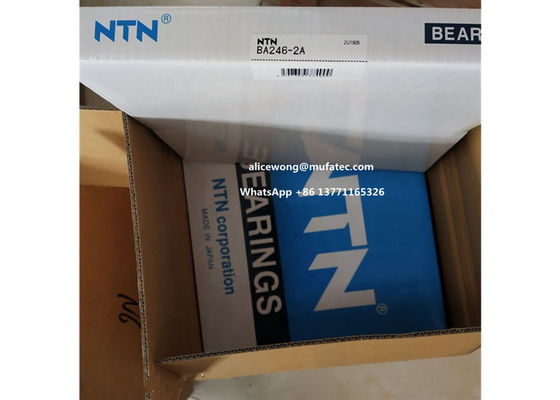 NTN®
NTN
BA246-2A
2U1905
BEAR
alicewong@mufatec.com
WhatsApp +86 13771165326
BEARINGS
NTN corporation
MADE IN JAPAN
NTN®